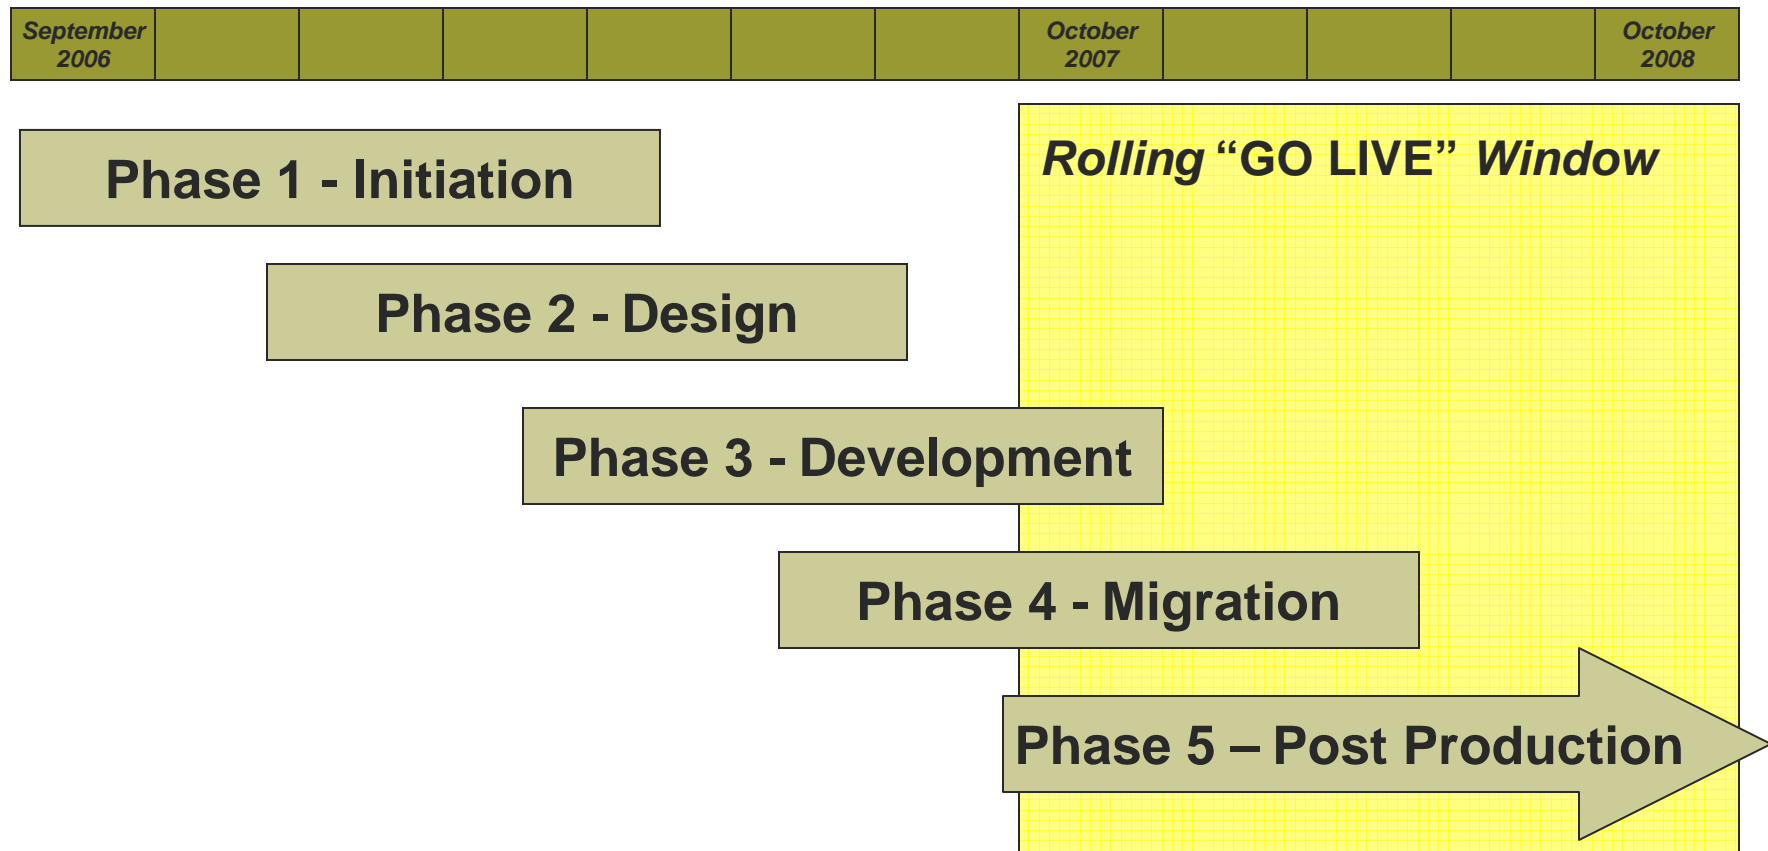 September
2006
October
2007
October
2008
Rolling “GO LIVE” Window
Phase 1 - Initiation
Phase 2 - Design
Phase 3 - Development
Phase 4 - Migration
Phase 5 – Post Production